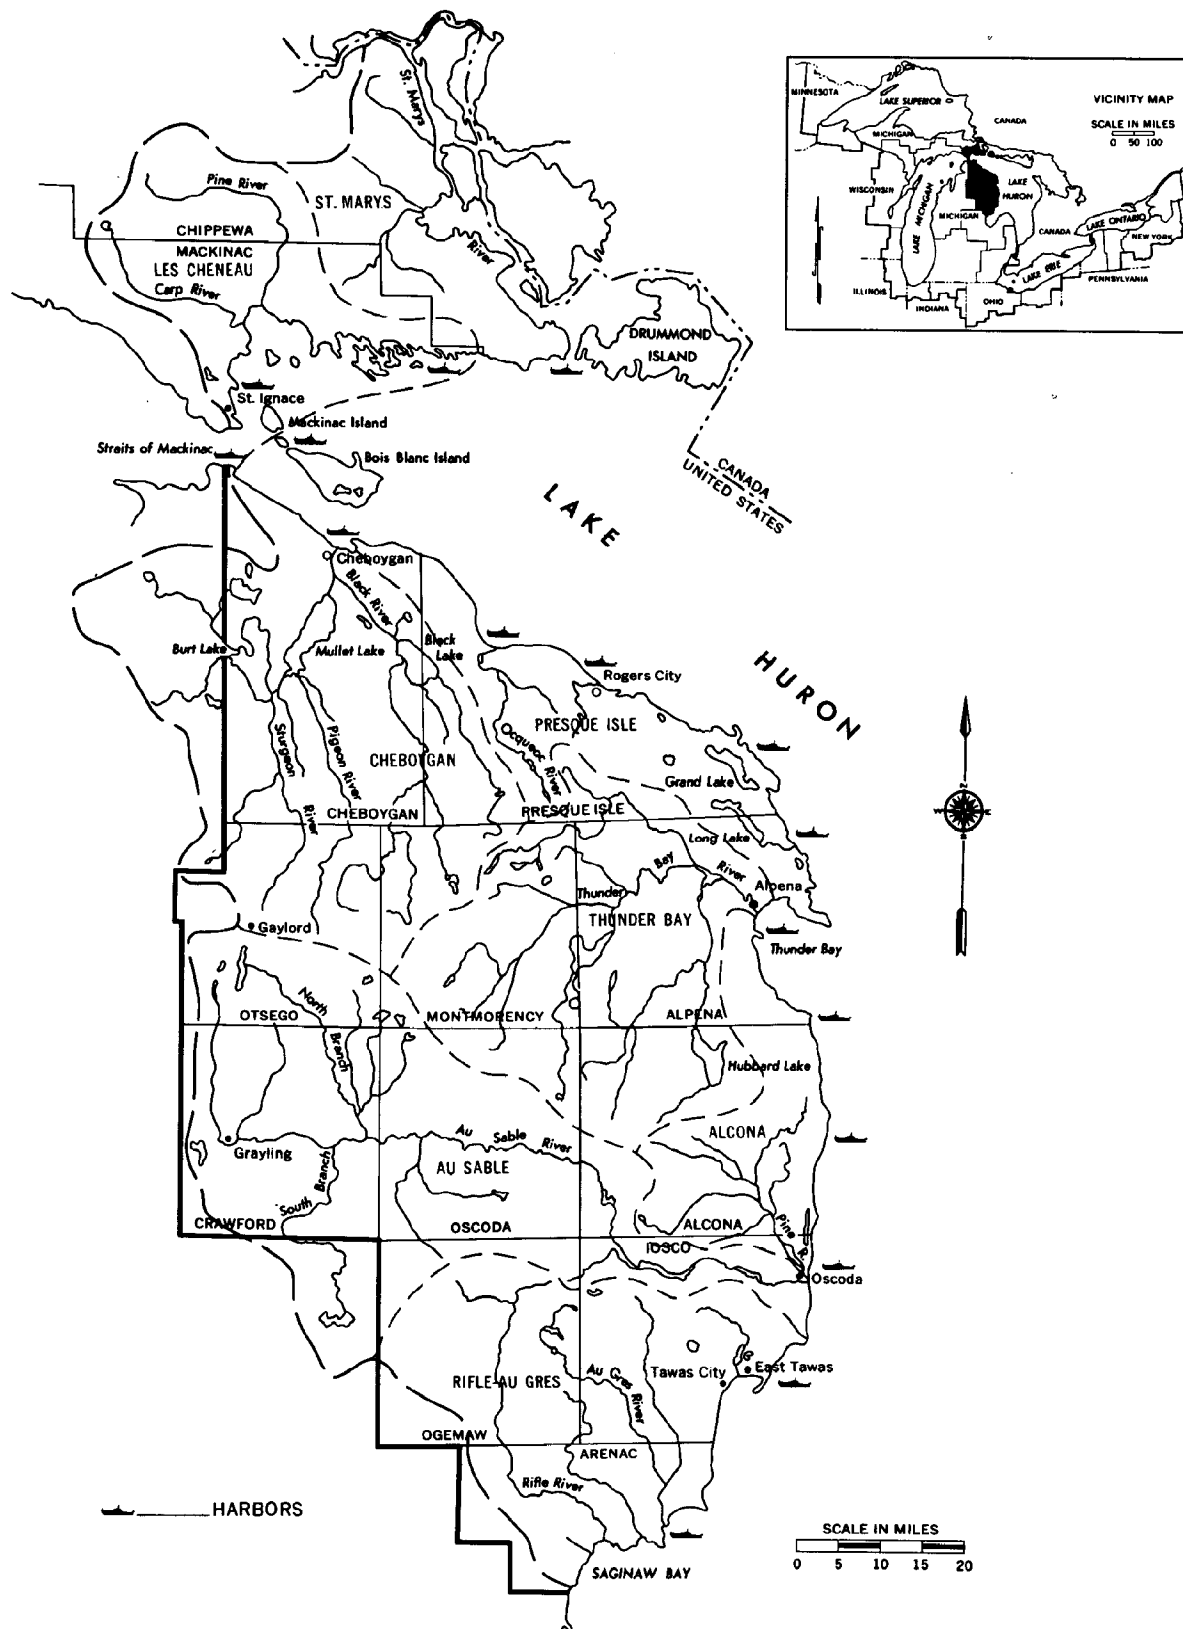 VICINITY MAP
SCALE IN MILES
0 50 100
MINNESOTA
LAKE SUPERIOR
CANADA
MICHIGAN
WISCONSIN
LAKE MICHIGAN
MICHIGAN
LAKE
HURON
CANADA
LAKE ONTARIO
NEW YORK
LAKE ERIE
PENNSYLVANIA
ILLINOIS
INDIANA
OHIO
St. Marys
River
Pine River
ST. MARYS
CHIPPEWA
MACKINAC
LES CHENEAU
Carp River
DRUMMOND
ISLAND
St. Ignace
Mackinac Island
Straits of Mackinac
Bois Blanc Island
CANADA
UNITED STATES
LAKE
HURON
Cheboygan
Black River
Burt Lake
Mullet Lake
Black
Lake
Rogers City
PRESQUE ISLE
Sturgeon
River
Pigeon River
Ocqueoc River
CHEBOYGAN
Grand Lake
CHEBOYGAN
PRESQUE ISLE
Long Lake
Thunder
Bay
River
Alpena
THUNDER BAY
Thunder Bay
Gaylord
North
Branch
OTSEGO
MONTMORENCY
ALPENA
Hubbard Lake
ALCONA
Au
Sable
River
Grayling
AU SABLE
South Branch
CRAWFORD
OSCODA
ALCONA
IOSCO
Pine R.
Oscoda
East Tawas
Tawas City
RIFLE-AU GRES
Au Gres River
OGEMAW
ARENAC
Rifle River
SAGINAW BAY
HARBORS
N
W
E
S
SCALE IN MILES
0 5 10 15 20